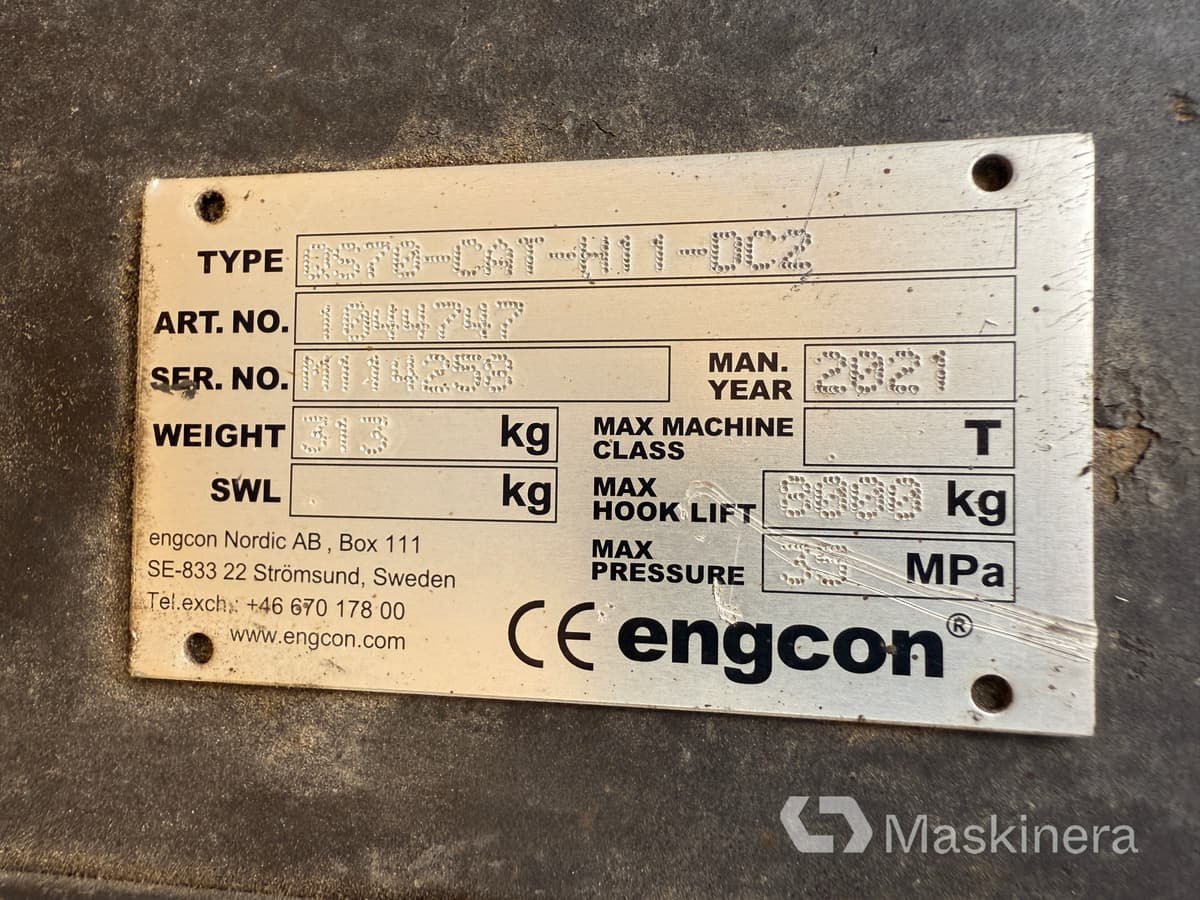 TYPE QS70-CAT-H11-DC2
ART. NO. 1044747
SER. NO. M114258
MAN. YEAR 2021
WEIGHT 313 kg
MAX MACHINE CLASS T
SWL kg
MAX HOOK LIFT 8000 kg
MAX PRESSURE 35 MPa
engcon Nordic AB , Box 111
SE-833 22 Strömsund, Sweden
Tel.exch.: +46 670 178 00
www.engcon.com
CE engcon®
Maskinera